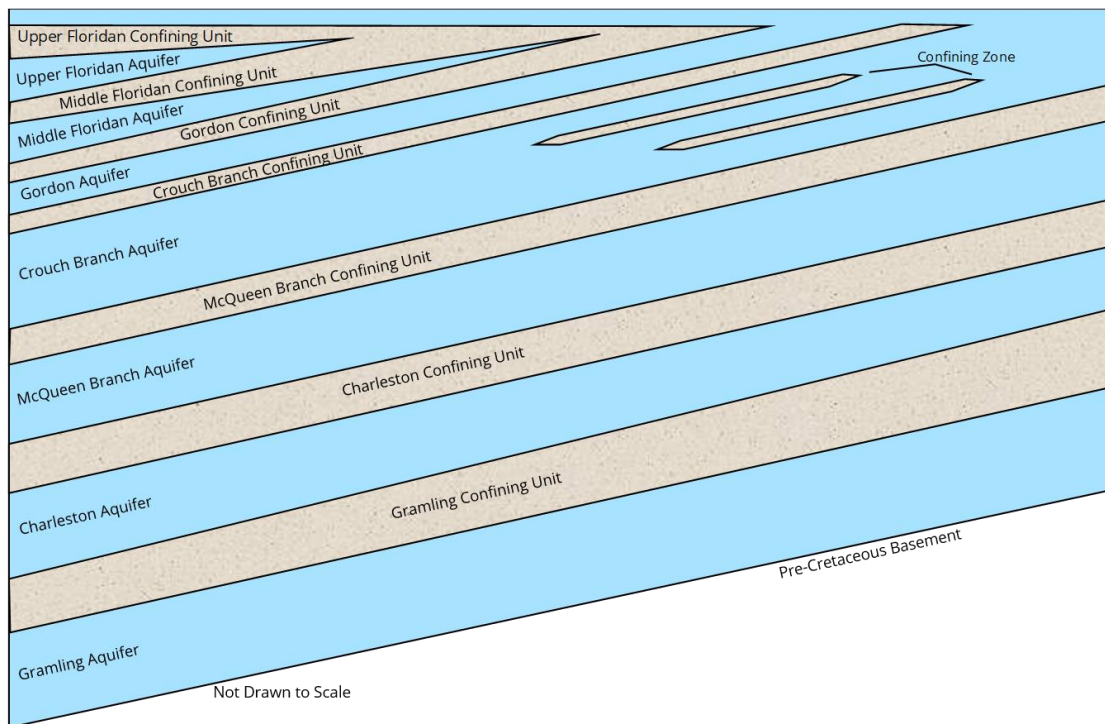 Upper Floridan Confining Unit
Confining Zone
Upper Floridan Aquifer
Middle Floridan Confining Unit
Middle Floridan Aquifer
Gordon Confining Unit
Gordon Aquifer
Crouch Branch Confining Unit
Crouch Branch Aquifer
McQueen Branch Confining Unit
McQueen Branch Aquifer
Charleston Confining Unit
Charleston Aquifer
Gramling Confining Unit
Pre-Cretaceous Basement
Gramling Aquifer
Not Drawn to Scale